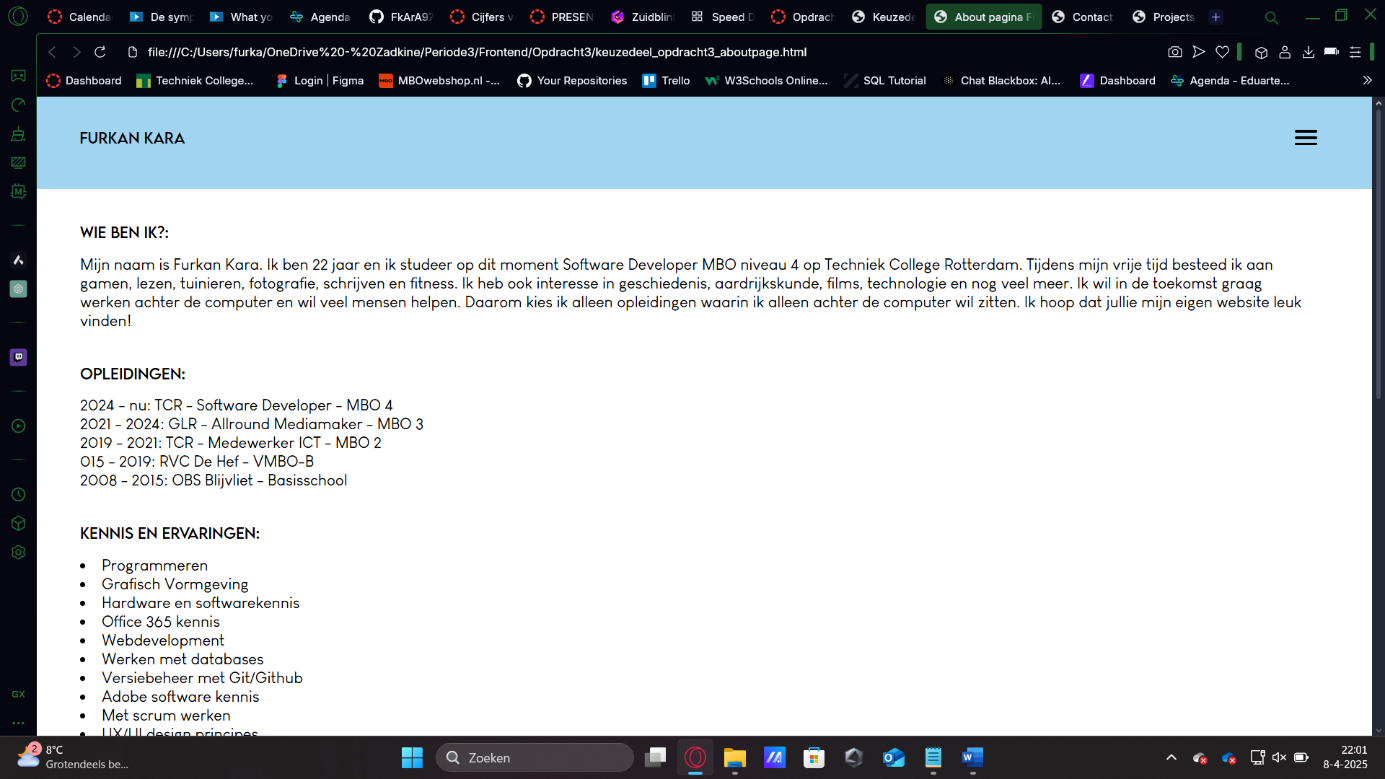 Calenda
De symp
What yo
Agenda
FkArA97
Cijfers v
PRESEN
Zuidblin
Speed D
Opdrach
Keuzede
About pagina F
Contact
Projects
file:///C:/Users/furka/OneDrive%20-%20Zadkine/Periode3/Frontend/Opdracht3/keuzedeel_opdracht3_aboutpage.html
Dashboard
Techniek College...
Login | Figma
MBOwebshop.nl -...
Your Repositories
Trello
W3Schools Online...
SQL Tutorial
Chat Blackbox: AI...
Dashboard
Agenda - Eduarte...
FURKAN KARA
WIE BEN IK?:
Mijn naam is Furkan Kara. Ik ben 22 jaar en ik studeer op dit moment Software Developer MBO niveau 4 op Techniek College Rotterdam. Tijdens mijn vrije tijd besteed ik aan
gamen, lezen, tuinieren, fotografie, schrijven en fitness. Ik heb ook interesse in geschiedenis, aardrijkskunde, films, technologie en nog veel meer. Ik wil in de toekomst graag
werken achter de computer en wil veel mensen helpen. Daarom kies ik alleen opleidingen waarin ik alleen achter de computer wil zitten. Ik hoop dat jullie mijn eigen website leuk
vinden!
OPLEIDINGEN:
2024 - nu: TCR - Software Developer - MBO 4
2021 - 2024: GLR - Allround Mediamaker - MBO 3
2019 - 2021: TCR - Medewerker ICT - MBO 2
015 - 2019: RVC De Hef - VMBO-B
2008 - 2015: OBS Blijvliet - Basisschool
KENNIS EN ERVARINGEN:
• Programmeren
• Grafisch Vormgeving
• Hardware en softwarekennis
• Office 365 kennis
• Webdevelopment
• Werken met databases
• Versiebeheer met Git/Github
• Adobe software kennis
• Met scrum werken
• UX/UI design principes
GX
2
8°C
Grotendeels be...
Zoeken
22:01
8-4-2025